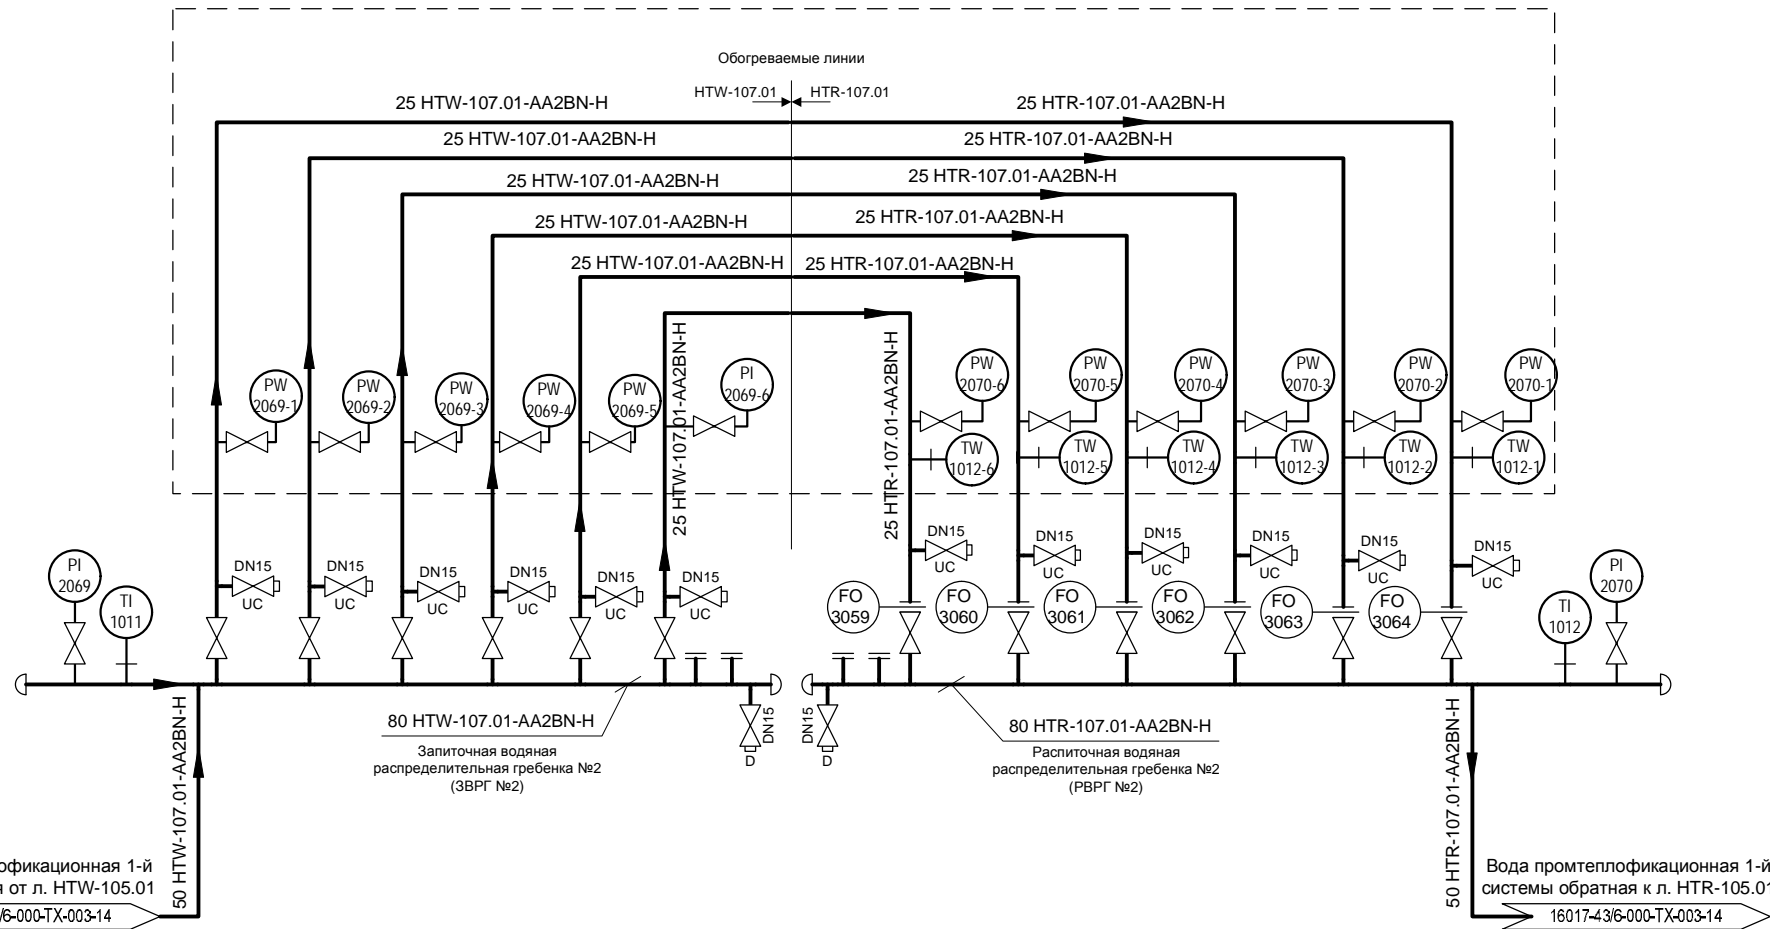 Обогреваемые линии
HTW-107.01
HTR-107.01
25 HTW-107.01-AA2BN-H
25 HTR-107.01-AA2BN-H
25 HTW-107.01-AA2BN-H
25 HTR-107.01-AA2BN-H
25 HTW-107.01-AA2BN-H
25 HTR-107.01-AA2BN-H
25 HTW-107.01-AA2BN-H
25 HTR-107.01-AA2BN-H
25 HTW-107.01-AA2BN-H
25 HTR-107.01-AA2BN-H
25 HTW-107.01-AA2BN-H
25 HTR-107.01-AA2BN-H
PW
2069-1
PW
2069-2
PW
2069-3
PW
2069-4
PW
2069-5
PI
2069-6
PW
2070-6
PW
2070-5
PW
2070-4
PW
2070-3
PW
2070-2
PW
2070-1
TW
1012-6
TW
1012-5
TW
1012-4
TW
1012-3
TW
1012-2
TW
1012-1
PI
2069
TI
1011
DN15
UC
DN15
UC
DN15
UC
DN15
UC
DN15
UC
DN15
UC
DN15
UC
DN15
UC
DN15
UC
DN15
UC
DN15
UC
DN15
UC
FO
3059
FO
3060
FO
3061
FO
3062
FO
3063
FO
3064
TI
1012
PI
2070
80 HTW-107.01-AA2BN-H
Запиточная водяная
распределительная гребенка №2
(ЗВРГ №2)
DN15
D
DN15
D
80 HTR-107.01-AA2BN-H
Распиточная водяная
распределительная гребенка №2
(РВРГ №2)
50 HTW-107.01-AA2BN-H
50 HTR-107.01-AA2BN-H
офикационная 1-й
я от л. HTW-105.01
/6-000-TX-003-14
Вода промтеплофикационная 1-й
системы обратная к л. HTR-105.01
16017-43/6-000-TX-003-14